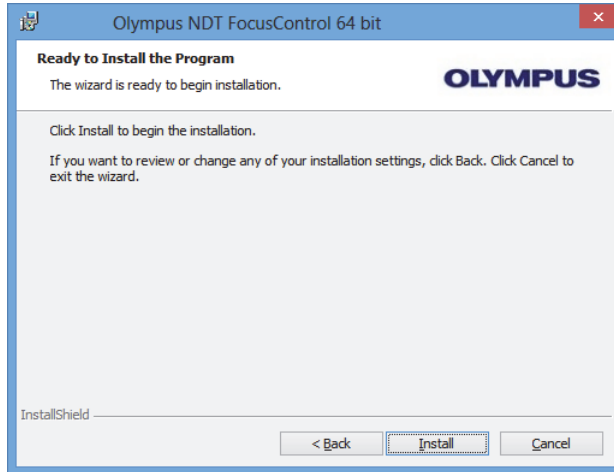 Olympus NDT FocusControl 64 bit
Ready to Install the Program
The wizard is ready to begin installation.
OLYMPUS
Click Install to begin the installation.
If you want to review or change any of your installation settings, click Back. Click Cancel to
exit the wizard.
InstallShield
< Back
Install
Cancel